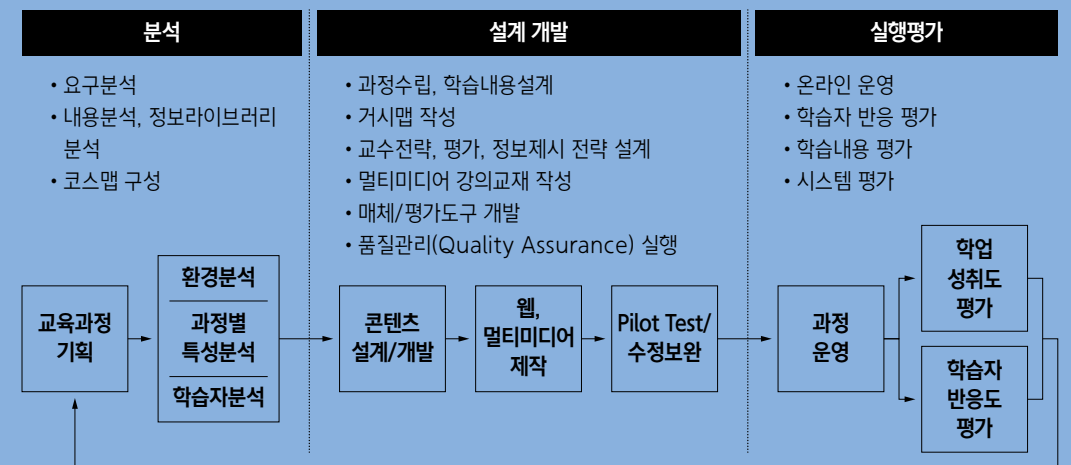 분석
• 요구분석
• 내용분석, 정보라이브러리
분석
• 코스맵 구성
설계 개발
• 과정수립, 학습내용설계
• 거시맵 작성
• 교수전략, 평가, 정보제시 전략 설계
• 멀티미디어 강의교재 작성
• 매체/평가도구 개발
• 품질관리(Quality Assurance) 실행
실행평가
• 온라인 운영
• 학습자 반응 평가
• 학습내용 평가
• 시스템 평가
교육과정
기획
환경분석
과정별
특성분석
학습자분석
콘텐츠
설계/개발
웹,
멀티미디어
제작
Pilot Test/
수정보완
과정
운영
학업
성취도
평가
학습자
반응도
평가